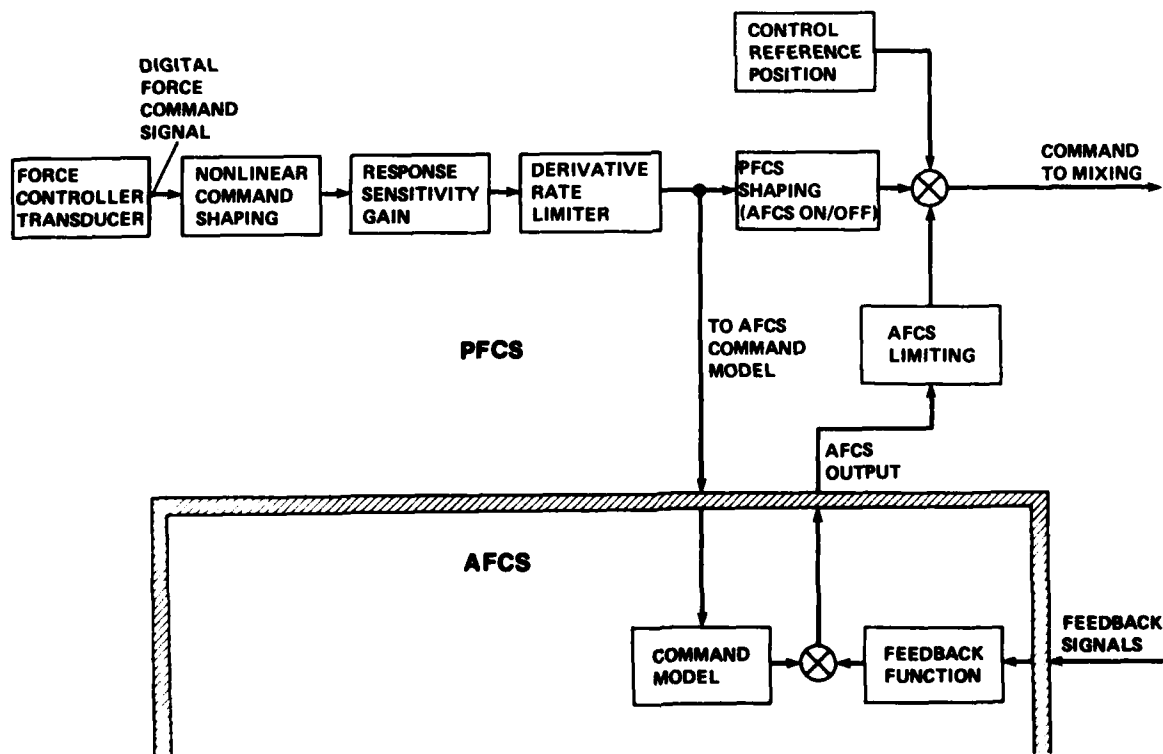 CONTROL
REFERENCE
POSITION
DIGITAL
FORCE
COMMAND
SIGNAL
FORCE
CONTROLLER
TRANSDUCER
NONLINEAR
COMMAND
SHAPING
RESPONSE
SENSITIVITY
GAIN
DERIVATIVE
RATE
LIMITER
PFCS
SHAPING
(AFCS ON/OFF)
COMMAND
TO MIXING
PFCS
TO AFCS
COMMAND
MODEL
AFCS
LIMITING
AFCS
OUTPUT
AFCS
COMMAND
MODEL
FEEDBACK
FUNCTION
FEEDBACK
SIGNALS